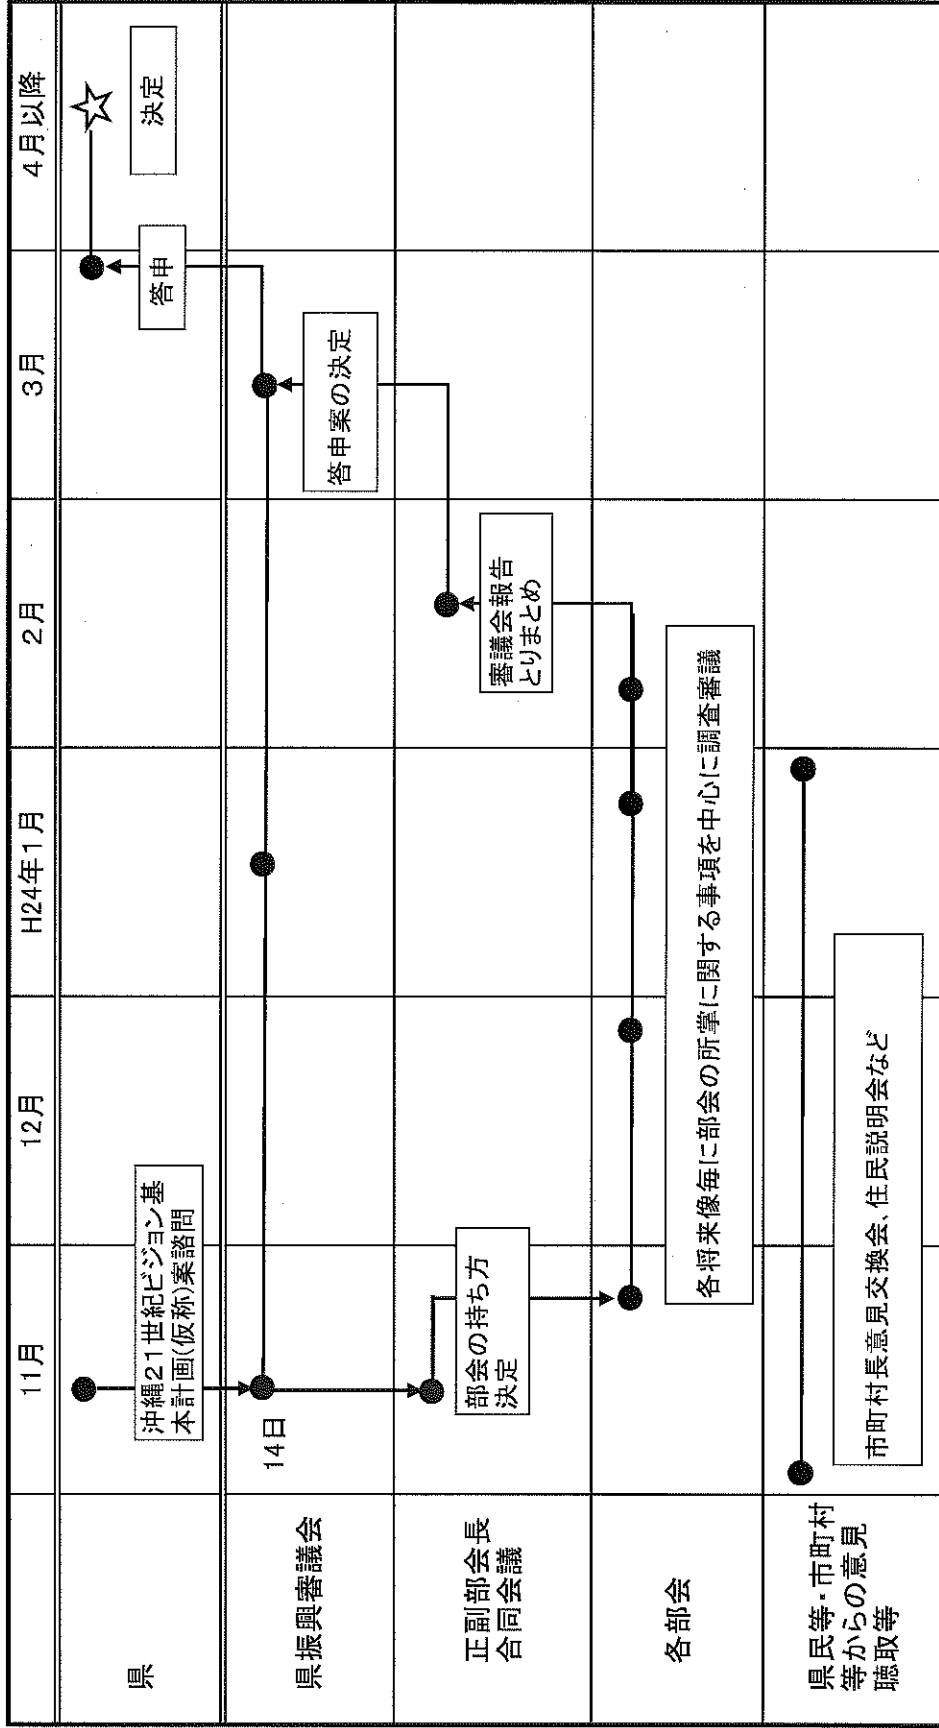 11月
12月
H24年1月
2月
3月
4月以降
県
沖縄21世紀ビジョン基
本計画(仮称)案諮問
答申
決定
県振興審議会
14日
答申案の決定
正副部会長
合同会議
部会の持ち方
決定
審議会報告
とりまとめ
各部会
各将来像毎に部会の所掌に関する事項を中心に調査審議
県民等・市町村
等からの意見
聴取等
市町村長意見交換会、住民説明会など